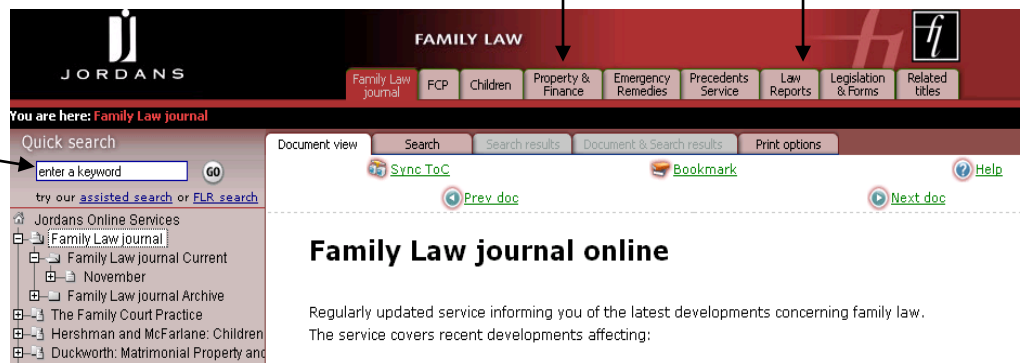 JORDANS
FAMILY LAW
fl
Family Law journal
FCP
Children
Property & Finance
Emergency Remedies
Precedents Service
Law Reports
Legislation & Forms
Related titles
You are here: Family Law journal
Quick search
enter a keyword
GO
try our assisted search or FLR search
Jordans Online Services
Family Law journal
Family Law journal Current
November
Family Law journal Archive
The Family Court Practice
Hershman and McFarlane: Children
Duckworth: Matrimonial Property and
Document view
Search
Search results
Document & Search results
Print options
Sync ToC
Bookmark
Help
Prev doc
Next doc
Family Law journal online
Regularly updated service informing you of the latest developments concerning family law.
The service covers recent developments affecting: